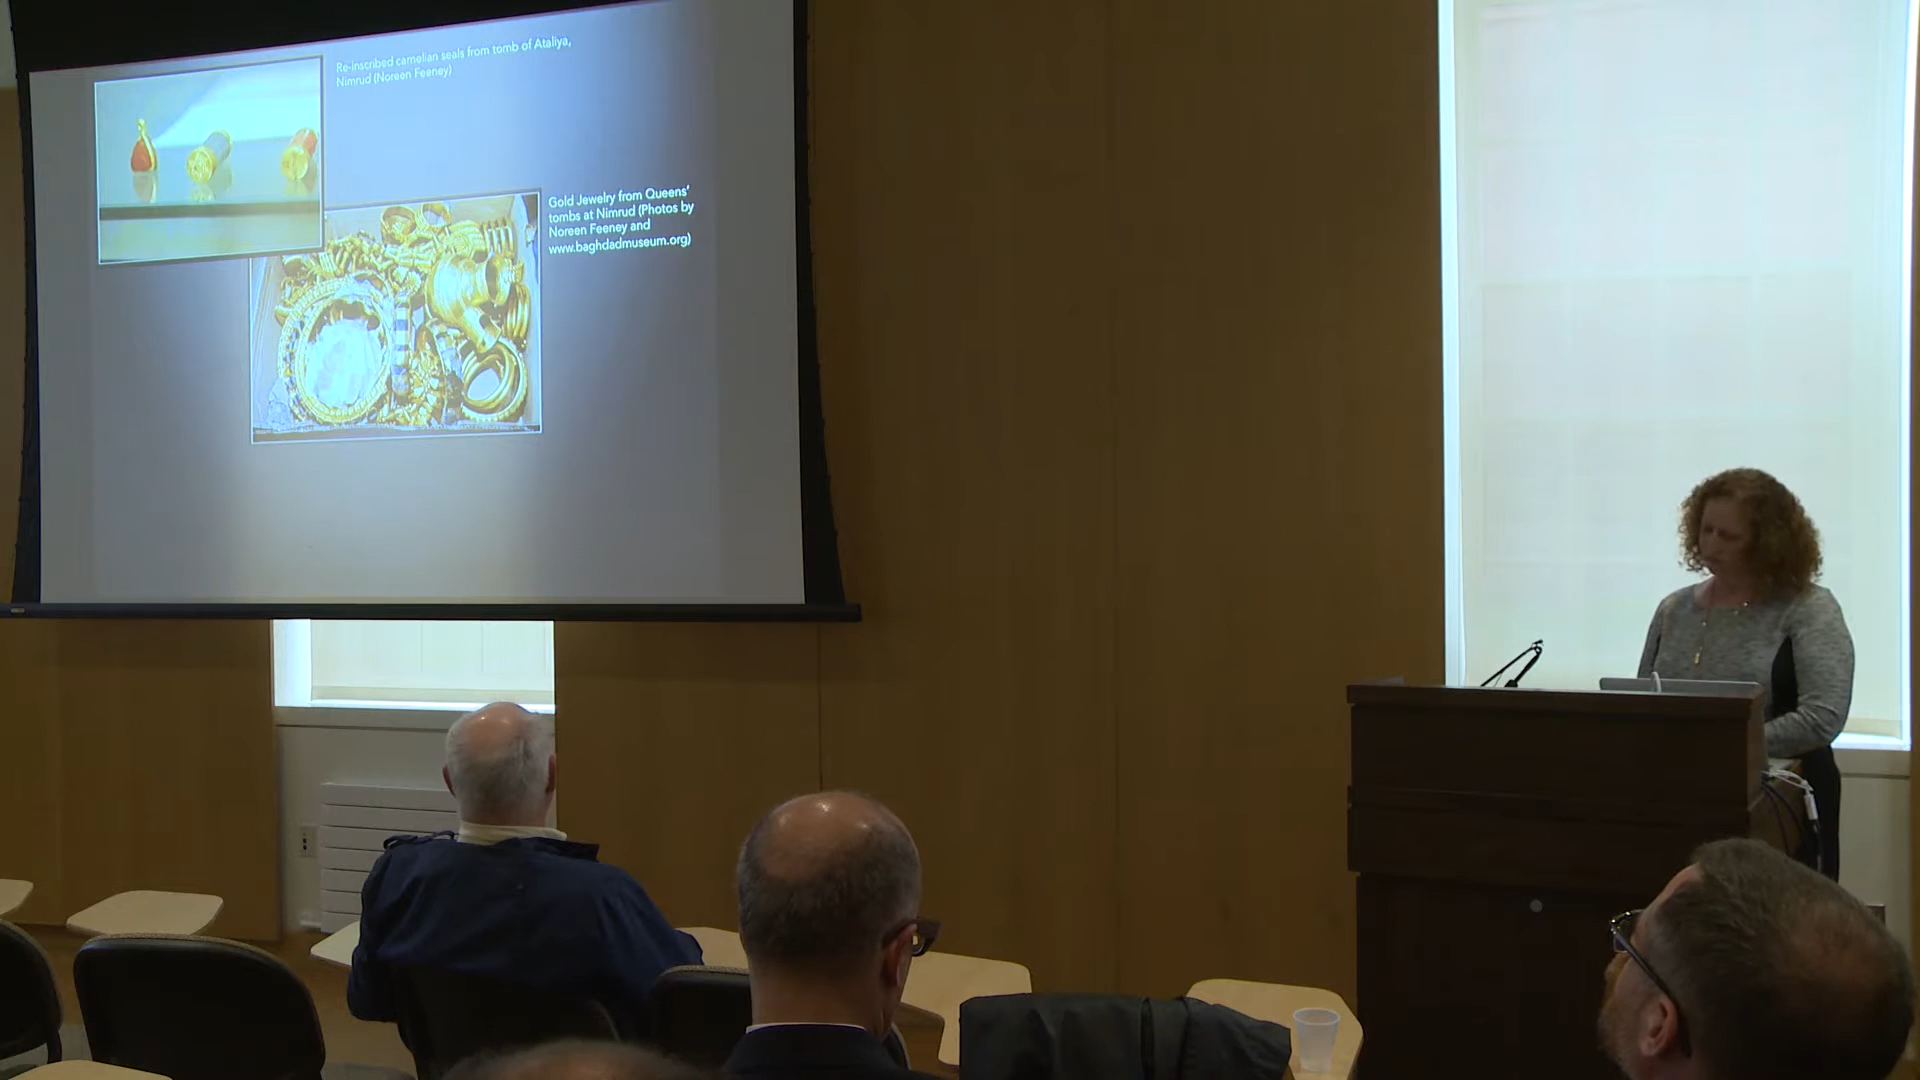 Re-inscribed carnelian seals from tomb of Ataliya,
Nimrud (Noreen Feeney)
Gold Jewelry from Queens'
tombs at Nimrud (Photos by
Noreen Feeney and
www.baghdadmuseum.org)